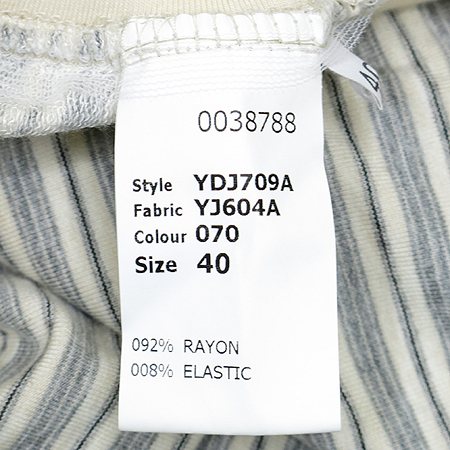 0038788
Style YDJ709A
Fabric YJ604A
Colour 070
Size 40
092% RAYON
008% ELASTIC